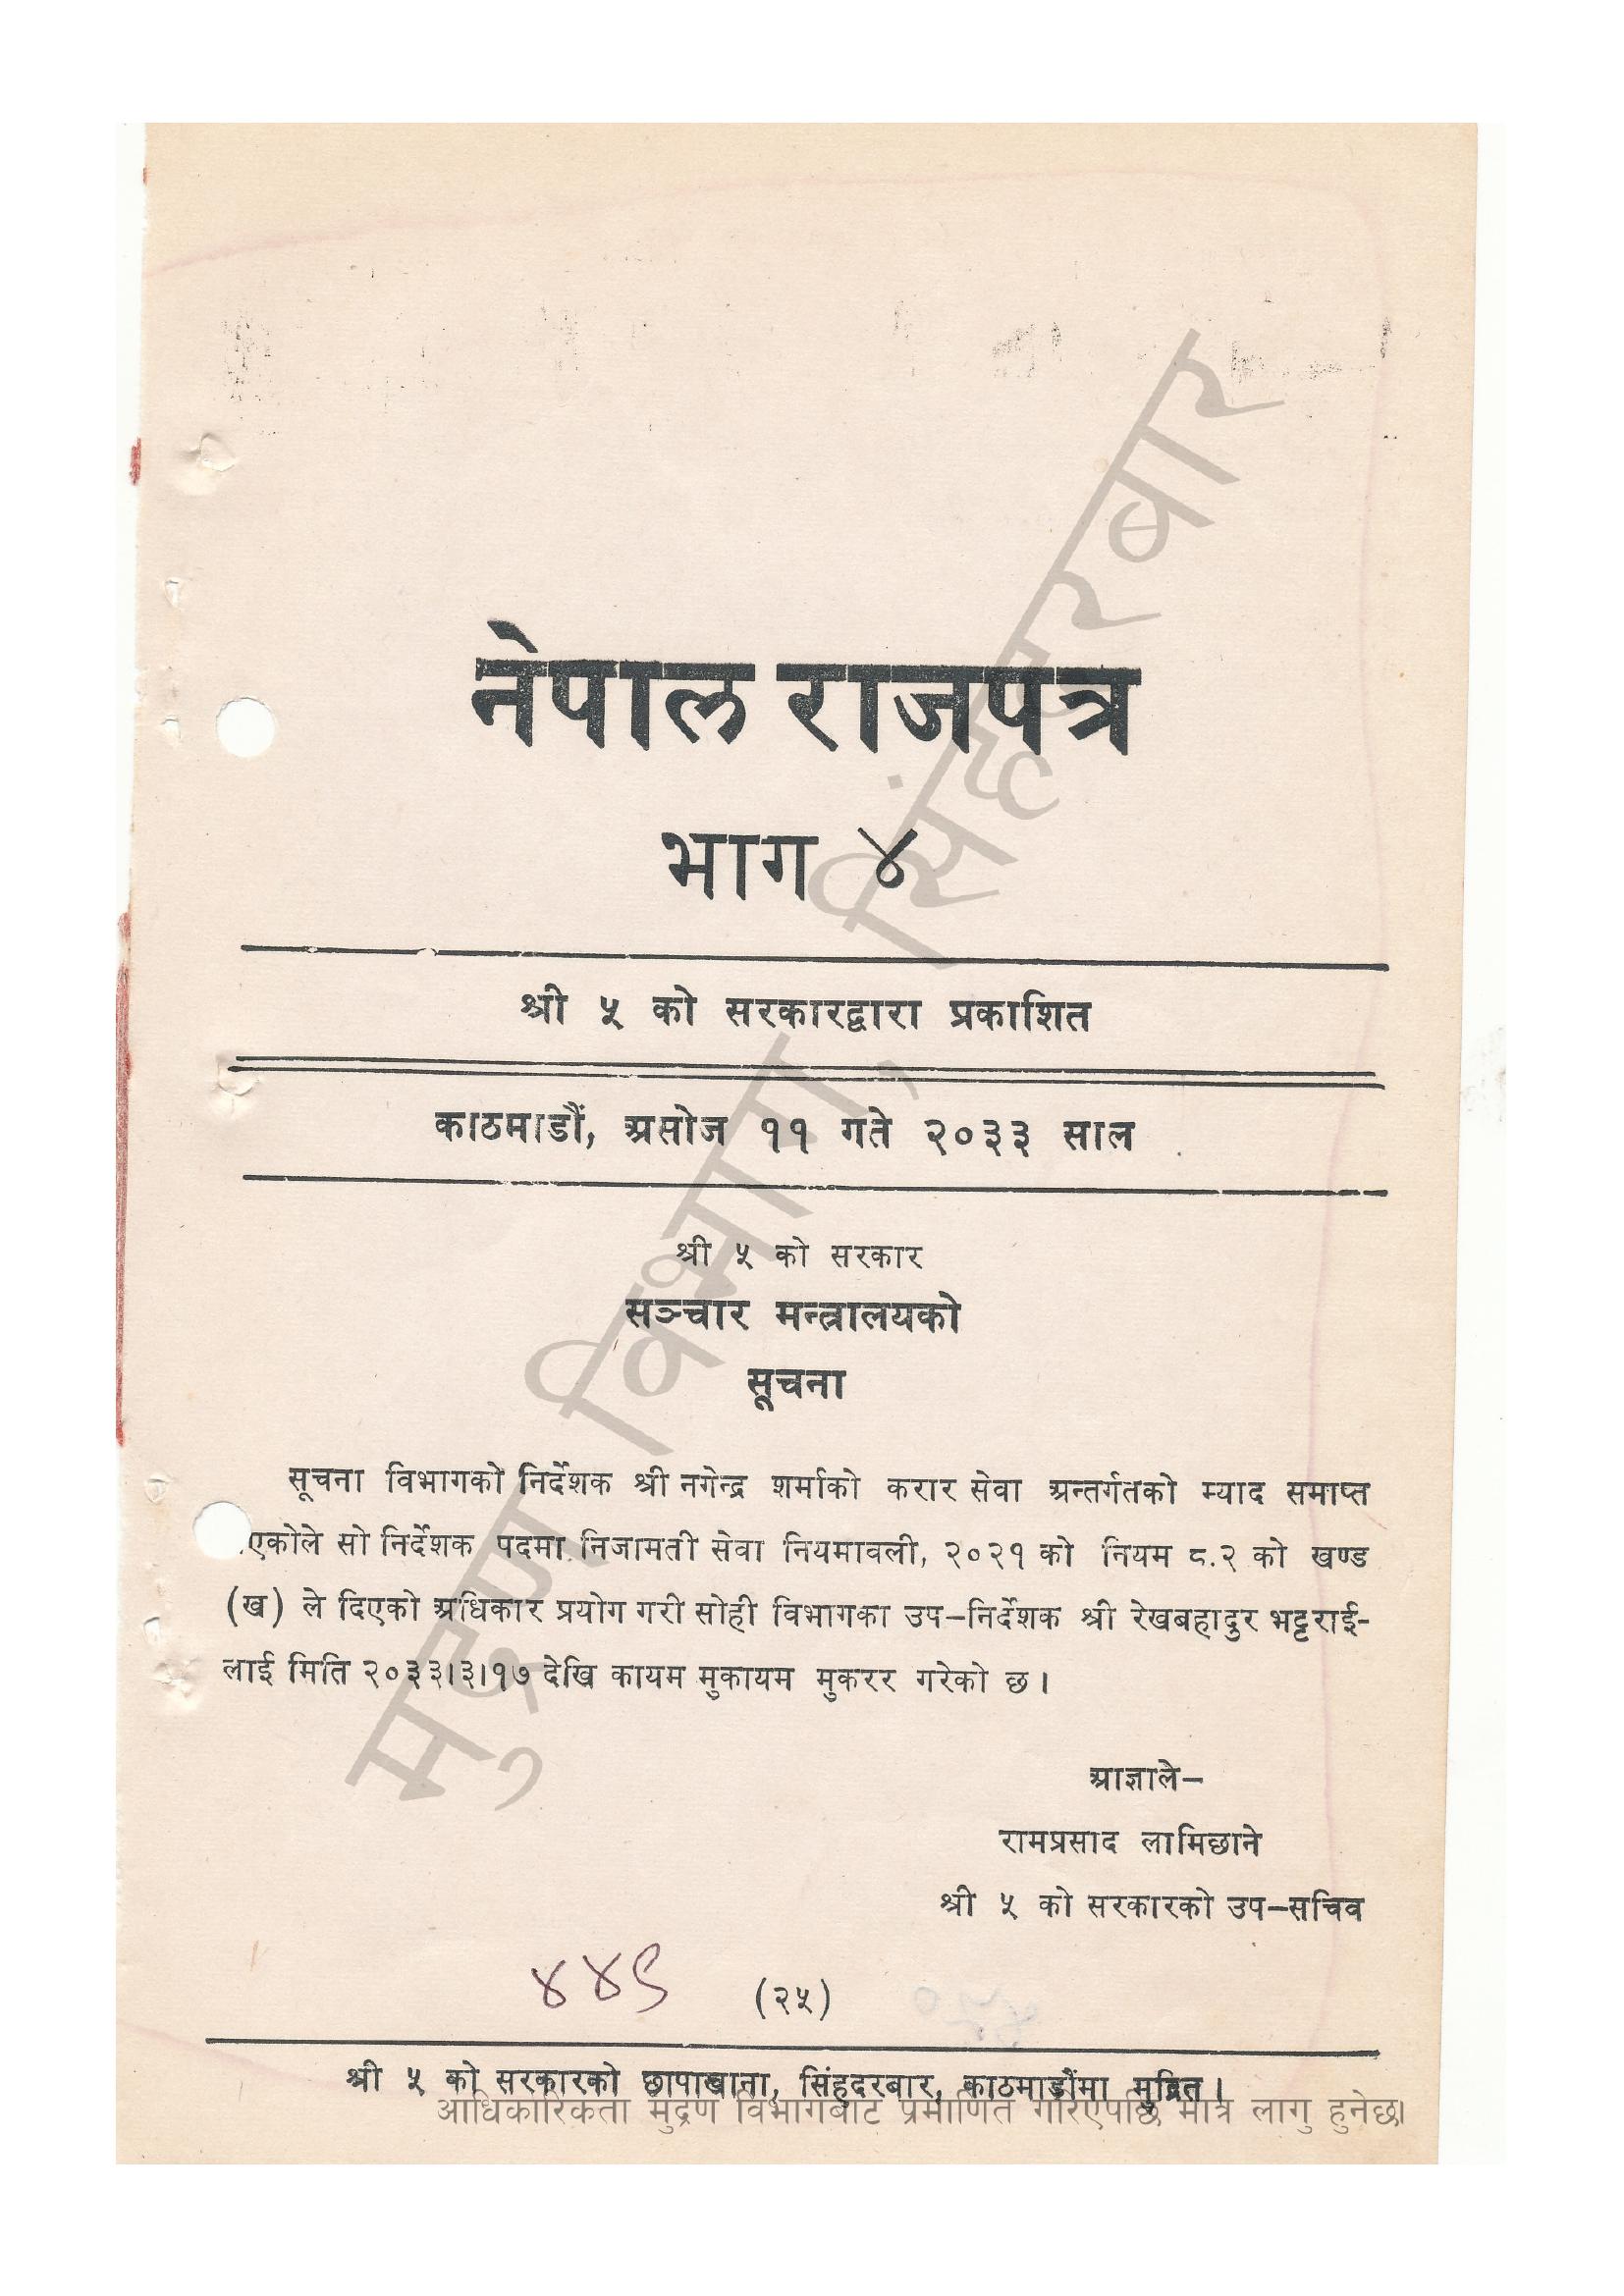 नेपाल राजपत्र
भाग ४
श्री ५ को सरकारद्वारा प्रकाशित
काठमाडौं, असोज ११ गते २०३३ साल
श्री ५ को सरकार
सञ्चार मन्त्रालयको
सूचना
सूचना विभागको निर्देशक श्री नगेन्द्र शर्माको करार सेवा अन्तर्गतको म्याद समाप्त
एकोले सो निर्देशक पदमा निजामती सेवा नियमावली, २०२१ को नियम ८.२ को खण्ड
(ख) ले दिएको अधिकार प्रयोग गरी सोही विभागका उप-निर्देशक श्री रेखबहादुर भट्टराई-
लाई मिति २०३३।३।१७ देखि कायम मुकायम मुकरर गरेको छ ।
आज्ञाले-
रामप्रसाद लामिछाने
श्री ५ को सरकारको उप-सचिव
४४९
(२५)
श्री ५ को सरकारको छापाखाना, सिंहदरबार, काठमाडौंमा मुद्रित ।
आधिकारिकता मुद्रण विभागबाट प्रमाणित गरिएपछि मात्र लागु हुनेछ।
मुद्रण विभाग, सिंहदरबार